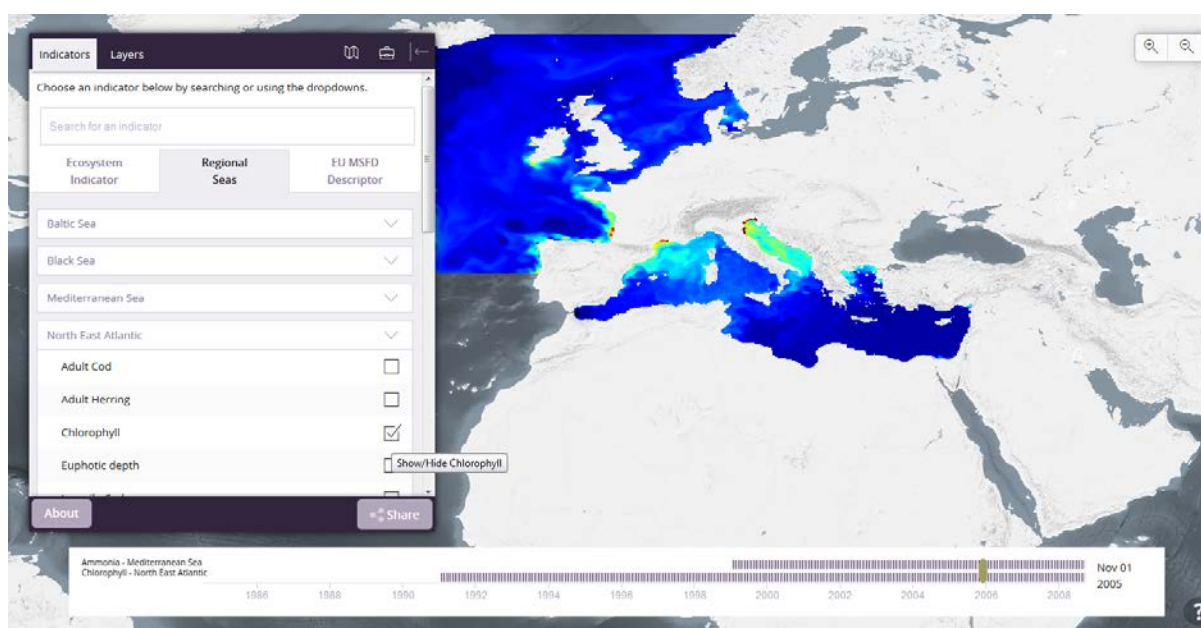 Indicators Layers
Choose an indicator below by searching or using the dropdowns.
Search for an indicator
Ecosystem Indicator
Regional Seas
EU MSFD Descriptor
Baltic Sea
Black Sea
Mediterranean Sea
North East Atlantic
Adult Cod
Adult Herring
Chlorophyll
Euphotic depth
Show/Hide Chlorophyll
About
Share
Ammonia - Mediterranean Sea
Chlorophyll - North East Atlantic
1986 1988 1990 1992 1994 1996 1998 2000 2002 2004 2006 2008
Nov 01
2005
?